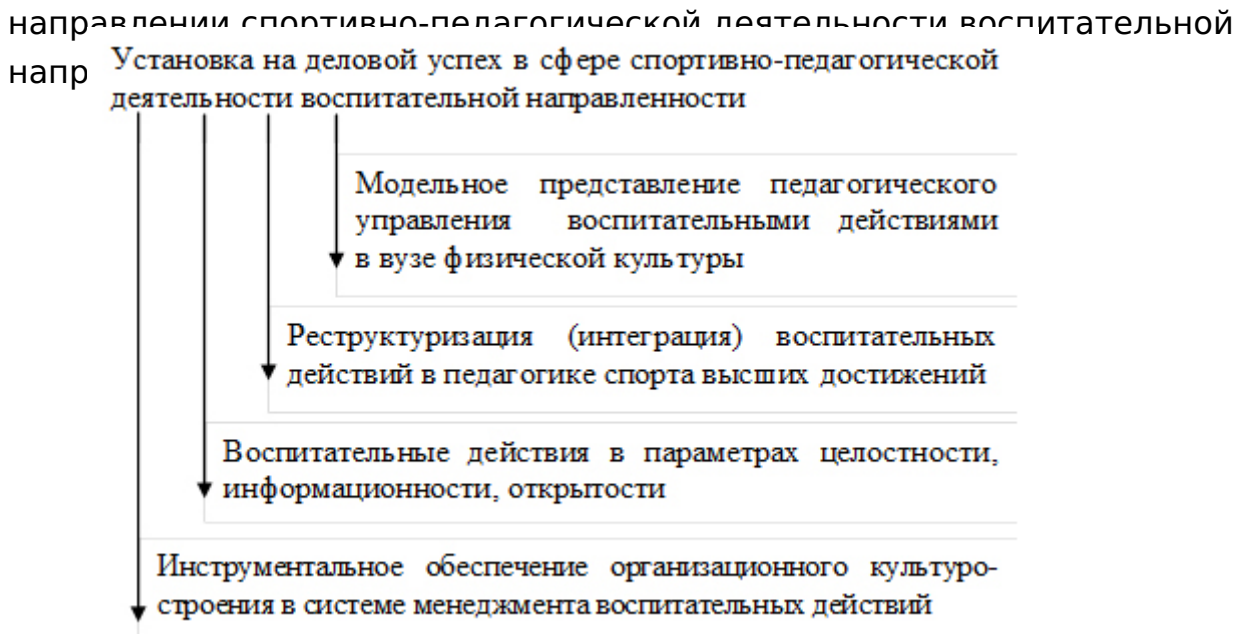 направлении спортивно-педагогической деятельности воспитательной
напр
Установка на деловой успех в сфере спортивно-педагогической
деятельности воспитательной направленности
Модельное представление педагогического
управления воспитательными действиями
в вузе физической культуры
Реструктуризация (интеграция) воспитательных
действий в педагогике спорта высших достижений
Воспитательные действия в параметрах целостности,
информационности, открытости
Инструментальное обеспечение организационного культуро-
строения в системе менеджмента воспитательных действий